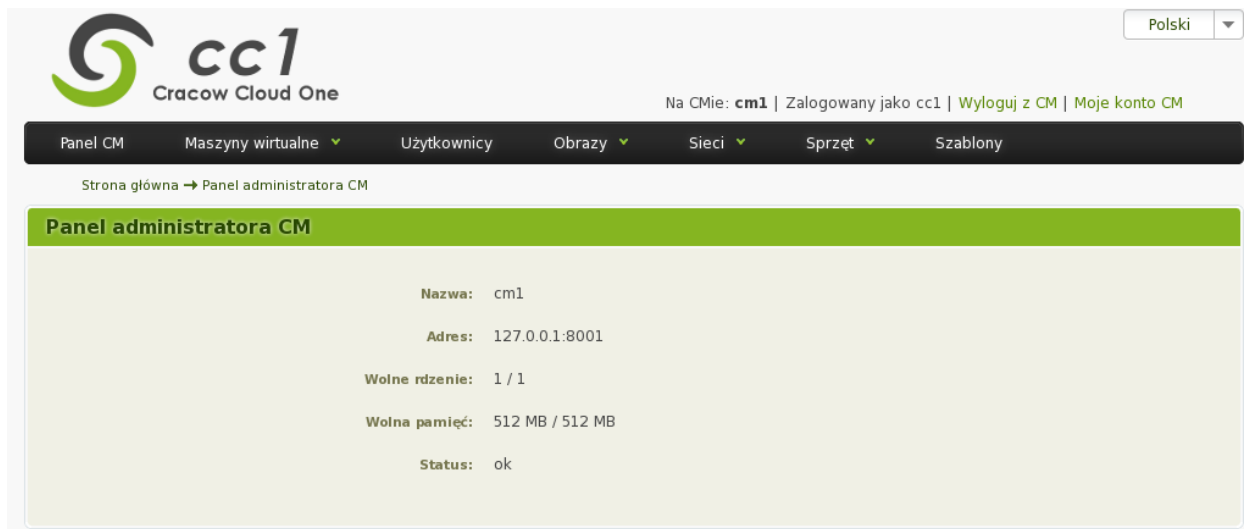 Polski
cc1
Cracow Cloud One
Na CMie: cm1 | Zalogowany jako cc1 | Wyloguj z CM | Moje konto CM
Panel CM Maszyny wirtualne Użytkownicy Obrazy Sieci Sprzęt Szablony
Strona główna → Panel administratora CM
Panel administratora CM
Nazwa: cm1
Adres: 127.0.0.1:8001
Wolne rdzenie: 1 / 1
Wolna pamięć: 512 MB / 512 MB
Status: ok